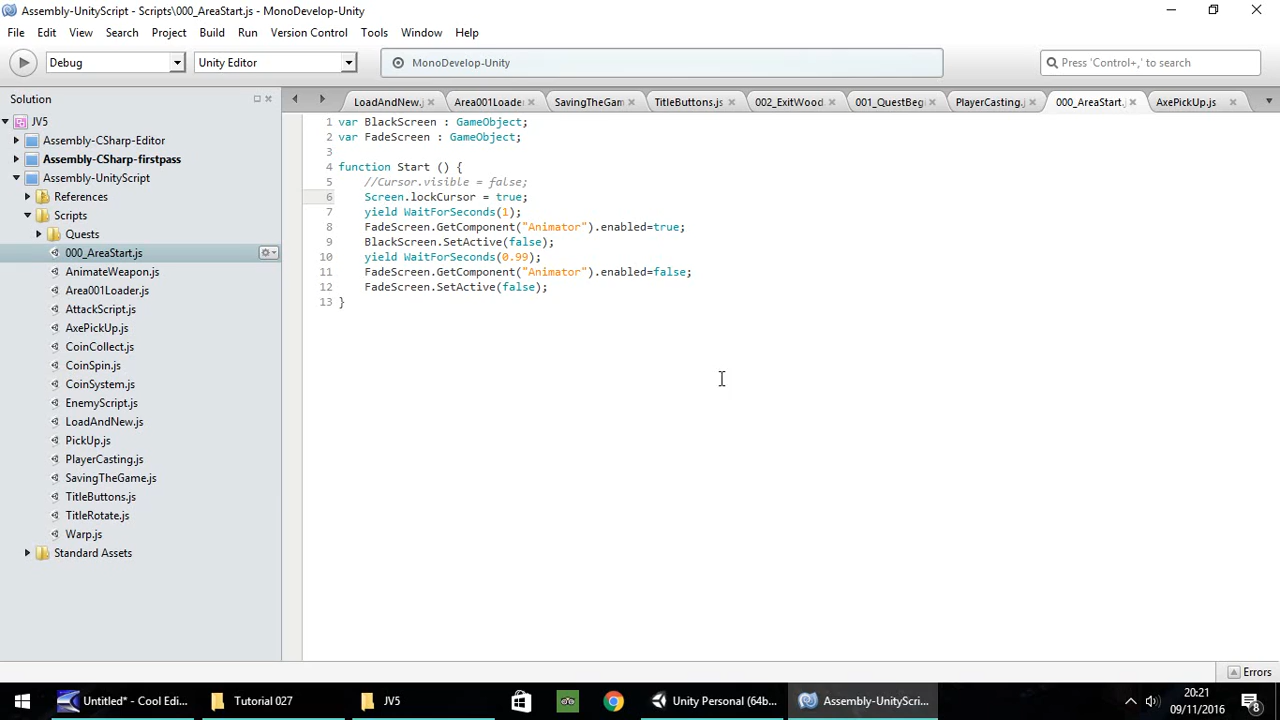 Assembly-UnityScript - Scripts\000_AreaStart.js - MonoDevelop-Unity
File Edit View Search Project Build Run Version Control Tools Window Help
Debug Unity Editor MonoDevelop-Unity Press 'Control+,' to search
Solution
LoadAndNew.j Area001Loade SavingTheGam TitleButtons.js 002_ExitWood 001_QuestBeg PlayerCasting.j 000_AreaStart. AxePickUp.js
JV5
Assembly-CSharp-Editor
Assembly-CSharp-firstpass
Assembly-UnityScript
References
Scripts
Quests
000_AreaStart.js
AnimateWeapon.js
Area001Loader.js
AttackScript.js
AxePickUp.js
CoinCollect.js
CoinSpin.js
CoinSystem.js
EnemyScript.js
LoadAndNew.js
PickUp.js
PlayerCasting.js
SavingTheGame.js
TitleButtons.js
TitleRotate.js
Warp.js
Standard Assets
1 var BlackScreen : GameObject;
2 var FadeScreen : GameObject;
3
4 function Start () {
5 //Cursor.visible = false;
6 Screen.lockCursor = true;
7 yield WaitForSeconds(1);
8 FadeScreen.GetComponent("Animator").enabled=true;
9 BlackScreen.SetActive(false);
10 yield WaitForSeconds(0.99);
11 FadeScreen.GetComponent("Animator").enabled=false;
12 FadeScreen.SetActive(false);
13 }
Errors
Untitled* - Cool Edi... Tutorial 027 JV5 Unity Personal (64b... Assembly-UnityScri... 20:21
09/11/2016 8